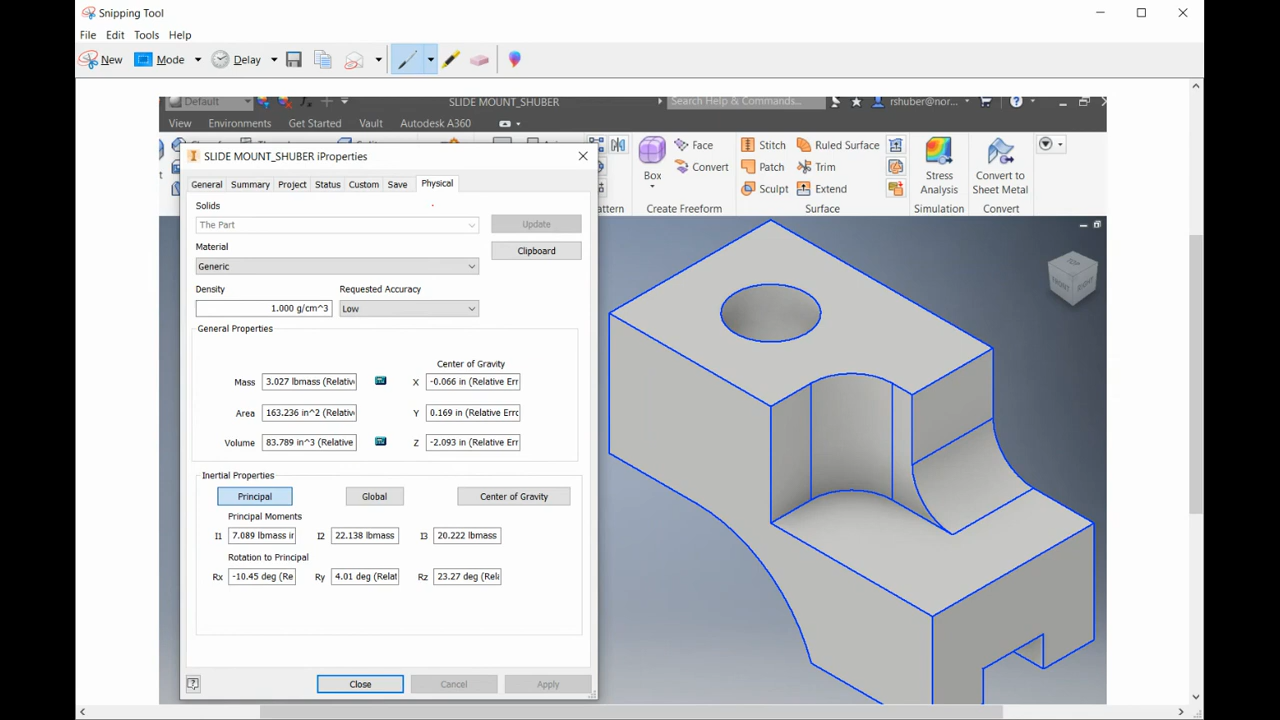 Snipping Tool
File Edit Tools Help
New Mode Delay
Default SLIDE MOUNT_SHUBER Search Help & Commands... rshuber@nor...
View Environments Get Started Vault Autodesk A360
SLIDE MOUNT_SHUBER iProperties
General Summary Project Status Custom Save Physical
Solids
The Part Update
Material Clipboard
Generic
Density Requested Accuracy
1.000 g/cm^3 Low
General Properties
Center of Gravity
Mass 3.027 lbmass (Relative X -0.066 in (Relative Err
Area 163.236 in^2 (Relative Y 0.169 in (Relative Erro
Volume 83.789 in^3 (Relative Z -2.093 in (Relative Err
Inertial Properties
Principal Global Center of Gravity
Principal Moments
I1 7.089 lbmass in I2 22.138 lbmass I3 20.222 lbmass
Rotation to Principal
Rx -10.45 deg (Re Ry 4.01 deg (Relat Rz 23.27 deg (Rela
Close Cancel Apply
Box
Face
Convert
Create Freeform
Stitch Ruled Surface
Patch Trim
Sculpt Extend
Surface
Stress
Analysis
Simulation
Convert to
Sheet Metal
Convert